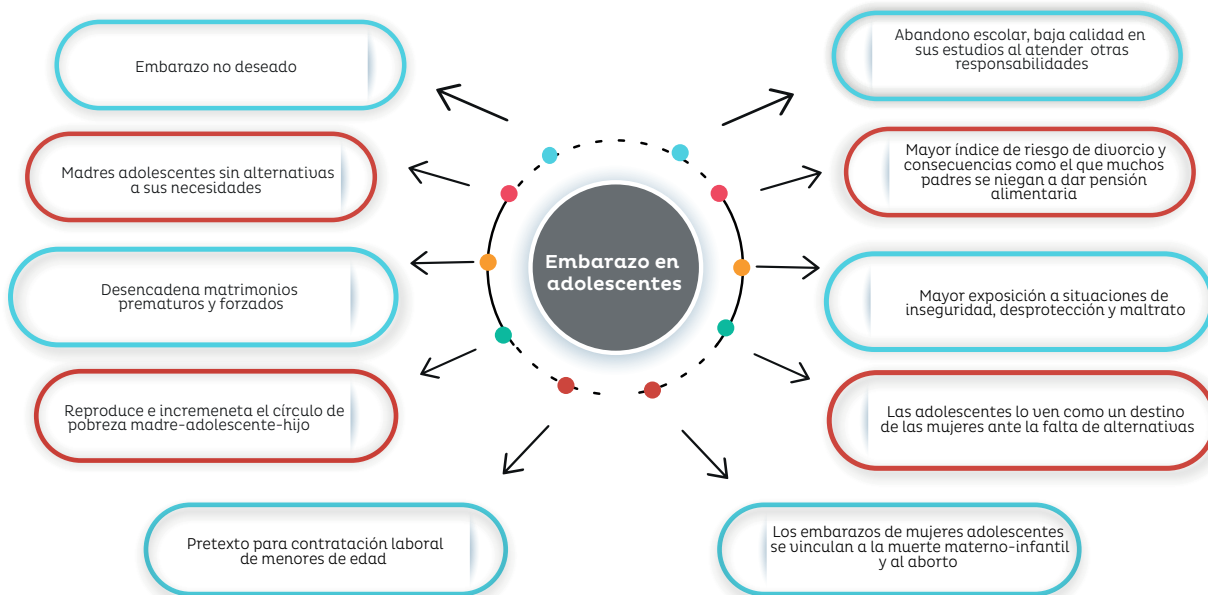 Embarazo no deseado
Madres adolescentes sin alternativas
a sus necesidades
Desencadena matrimonios
prematuros y forzados
Reproduce e incremeneta el círculo de
pobreza madre-adolescente-hijo
Pretexto para contratación laboral
de menores de edad
Embarazo en
adolescentes
Abandono escolar, baja calidad en
sus estudios al atender otras
responsabilidades
Mayor índice de riesgo de divorcio y
consecuencias como el que muchos
padres se niegan a dar pensión
alimentaria
Mayor exposición a situaciones de
inseguridad, desprotección y maltrato
Las adolescentes lo ven como un destino
de las mujeres ante la falta de alternativas
Los embarazos de mujeres adolescentes
se vinculan a la muerte materno-infantil
y al aborto